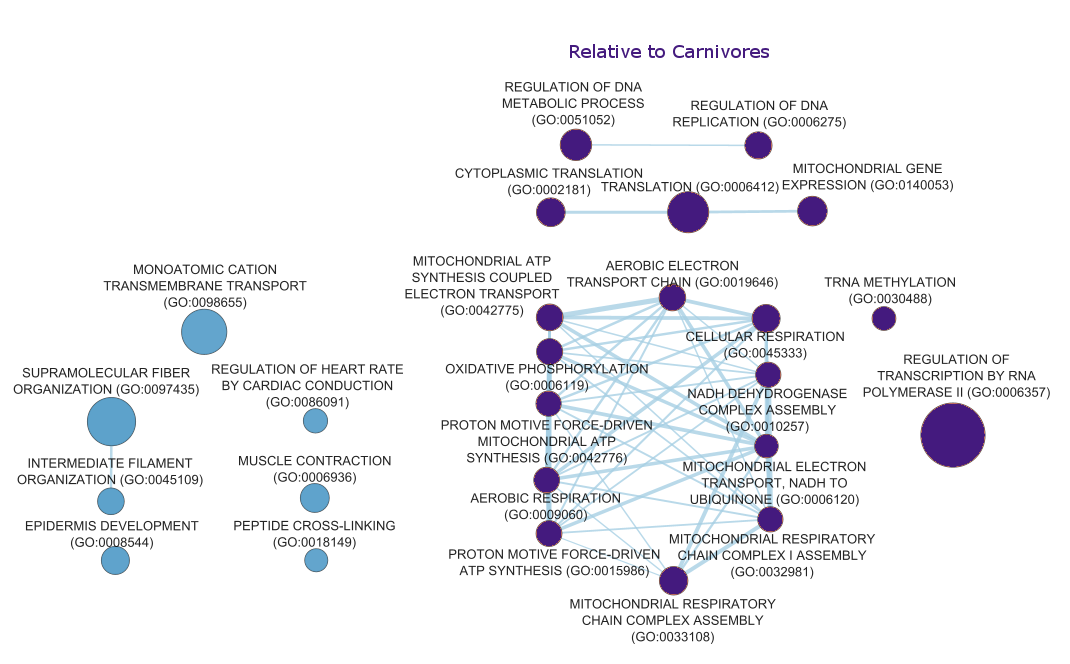 Relative to Carnivores
REGULATION OF DNA
METABOLIC PROCESS
(GO:0051052)
REGULATION OF DNA
REPLICATION (GO:0006275)
CYTOPLASMIC TRANSLATION
(GO:0002181)
TRANSLATION (GO:0006412)
MITOCHONDRIAL GENE
EXPRESSION (GO:0140053)
MONOATOMIC CATION
TRANSMEMBRANE TRANSPORT
(GO:0098655)
SUPRAMOLECULAR FIBER
ORGANIZATION (GO:0097435)
REGULATION OF HEART RATE
BY CARDIAC CONDUCTION
(GO:0086091)
INTERMEDIATE FILAMENT
ORGANIZATION (GO:0045109)
MUSCLE CONTRACTION
(GO:0006936)
EPIDERMIS DEVELOPMENT
(GO:0008544)
PEPTIDE CROSS-LINKING
(GO:0018149)
MITOCHONDRIAL ATP
SYNTHESIS COUPLED
ELECTRON TRANSPORT
(GO:0042775)
AEROBIC ELECTRON
TRANSPORT CHAIN (GO:0019646)
CELLULAR RESPIRATION
(GO:0045333)
OXIDATIVE PHOSPHORYLATION
(GO:0006119)
NADH DEHYDROGENASE
COMPLEX ASSEMBLY
(GO:0010257)
PROTON MOTIVE FORCE-DRIVEN
MITOCHONDRIAL ATP
SYNTHESIS (GO:0042776)
MITOCHONDRIAL ELECTRON
TRANSPORT, NADH TO
UBIQUINONE (GO:0006120)
AEROBIC RESPIRATION
(GO:0009060)
MITOCHONDRIAL RESPIRATORY
CHAIN COMPLEX I ASSEMBLY
(GO:0032981)
PROTON MOTIVE FORCE-DRIVEN
ATP SYNTHESIS (GO:0015986)
MITOCHONDRIAL RESPIRATORY
CHAIN COMPLEX ASSEMBLY
(GO:0033108)
TRNA METHYLATION
(GO:0030488)
REGULATION OF
TRANSCRIPTION BY RNA
POLYMERASE II (GO:0006357)